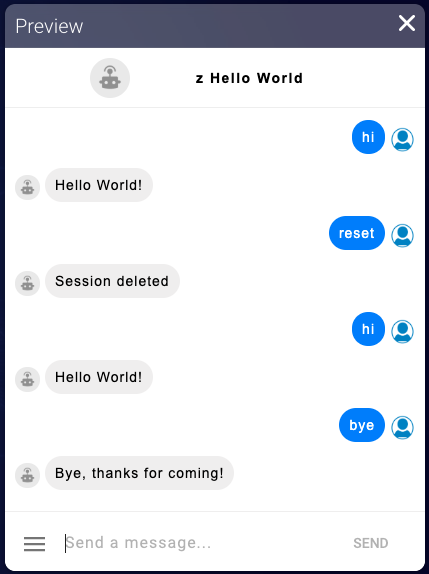 Preview
z Hello World
hi
Hello World!
reset
Session deleted
hi
Hello World!
bye
Bye, thanks for coming!
Send a message...
SEND